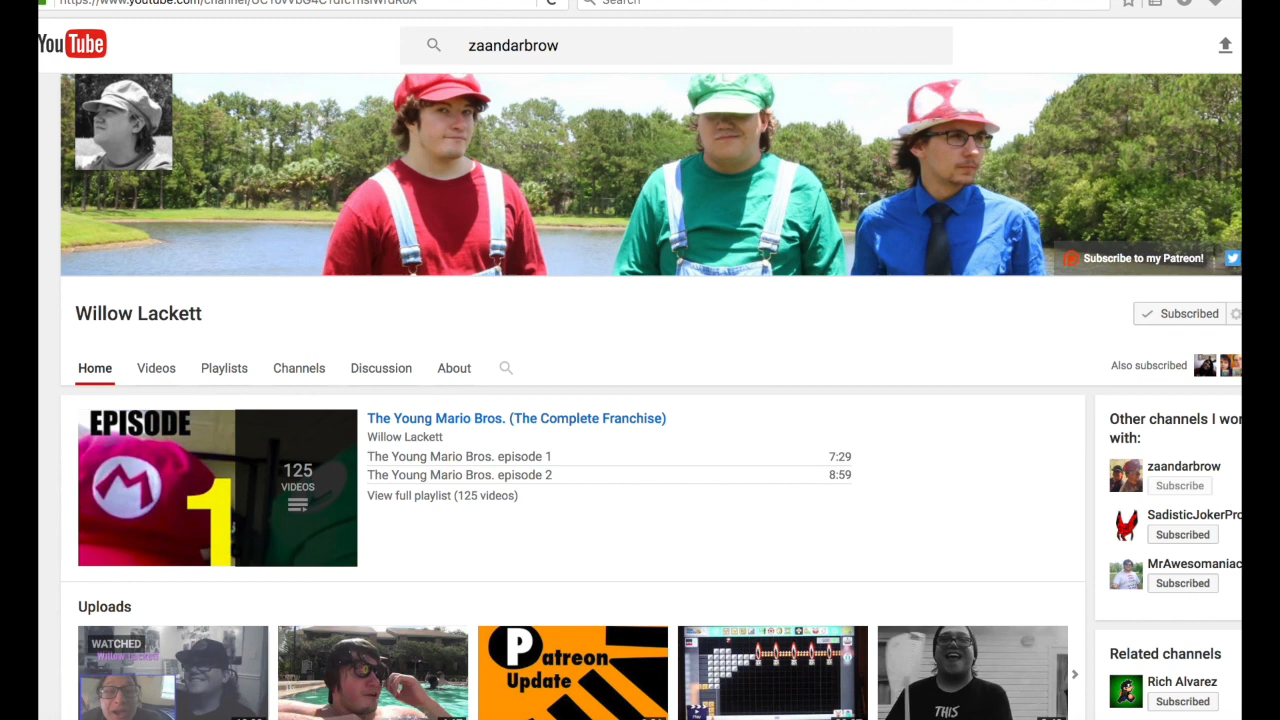 YouTube
Search
zaandarbrow
Subscribe to my Patreon!
Willow Lackett
Subscribed
Home Videos Playlists Channels Discussion About
Also subscribed
EPISODE
1
125
VIDEOS
The Young Mario Bros. (The Complete Franchise)
Willow Lackett
The Young Mario Bros. episode 1 7:29
The Young Mario Bros. episode 2 8:59
View full playlist (125 videos)
Other channels I wor
with:
zaandarbrow
Subscribe
SadisticJokerPro
Subscribed
MrAwesomaniac
Subscribed
Uploads
WATCHED
Willow Lackett
Patreon
Update
THIS
Related channels
Rich Alvarez
Subscribed